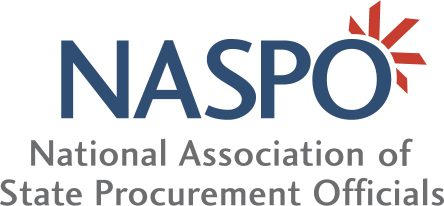 NASPO
National Association of
State Procurement Officials